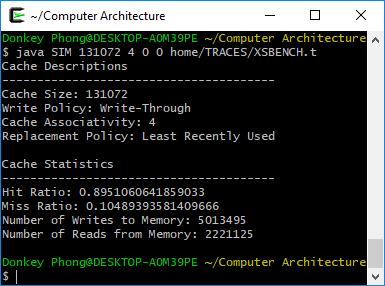 Donkey Phong@DESKTOP-AOM39PE ~/Computer Architecture
$ java SIM 131072 4 0 0 home/TRACES/XSBENCH.t
Cache Descriptions
---------------------------------------
Cache Size: 131072
Write Policy: Write-Through
Cache Associativity: 4
Replacement Policy: Least Recently Used

Cache Statistics
---------------------------------------
Hit Ratio: 0.8951060641859033
Miss Ratio: 0.10489393581409666
Number of Writes to Memory: 5013495
Number of Reads from Memory: 2221125

Donkey Phong@DESKTOP-AOM39PE ~/Computer Architecture
$